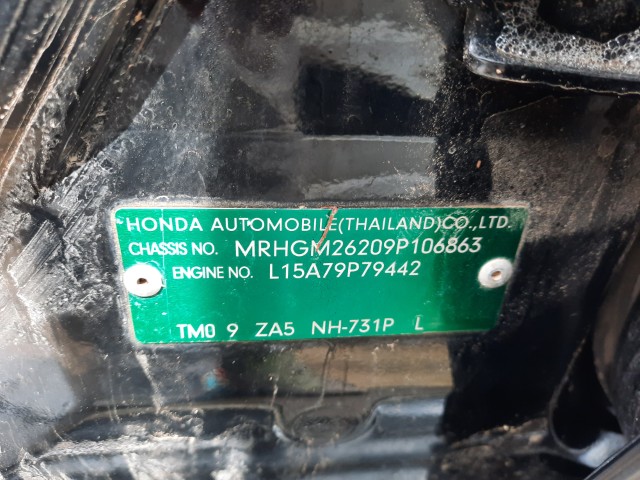 HONDA AUTOMOBILE(THAILAND)CO.,LTD.
CHASSIS NO. MRHGM26209P106863
ENGINE NO. L15A79P79442
TM0 9 ZA5 NH-731P L